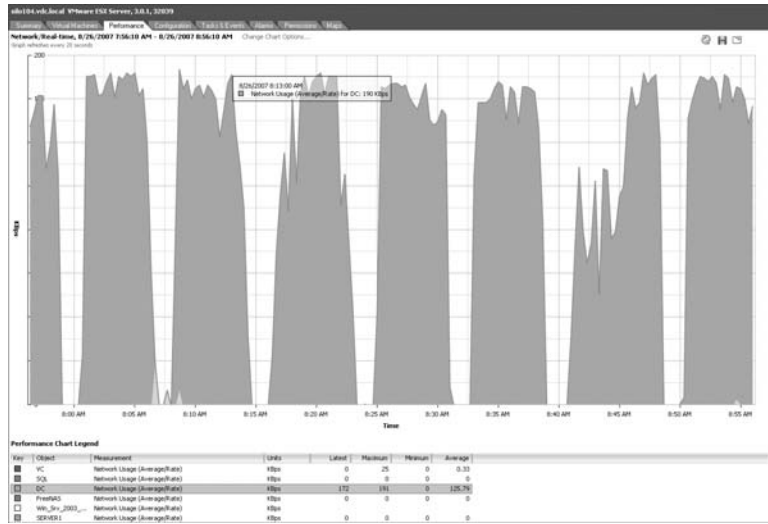 silo104.vdc.local VMware ESX Server, 3.0.1, 32039
Summary Virtual Machines Performance Configuration Tasks & Events Alarms Permissions Maps
Network/Real-time, 8/26/2007 7:56:10 AM - 8/26/2007 8:56:10 AM Change Chart Options...
Graph refreshes every 20 seconds
200
8/26/2007 8:13:00 AM
Network Usage (Average/Rate) for DC: 190 KBps
KBps
8:00 AM 8:05 AM 8:10 AM 8:15 AM 8:20 AM 8:25 AM 8:30 AM 8:35 AM 8:40 AM 8:45 AM 8:50 AM 8:55 AM
Time
Performance Chart Legend
Key Object Measurement Units Latest Maximum Minimum Average
VC Network Usage (Average/Rate) KBps 0 25 0 0.33
SQL Network Usage (Average/Rate) KBps 0 0 0 0
DC Network Usage (Average/Rate) KBps 172 191 0 125.79
FreeNAS Network Usage (Average/Rate) KBps 0 0 0 0
Win_Srv_2003_... Network Usage (Average/Rate) KBps
SERVER1 Network Usage (Average/Rate) KBps 0 0 0 0